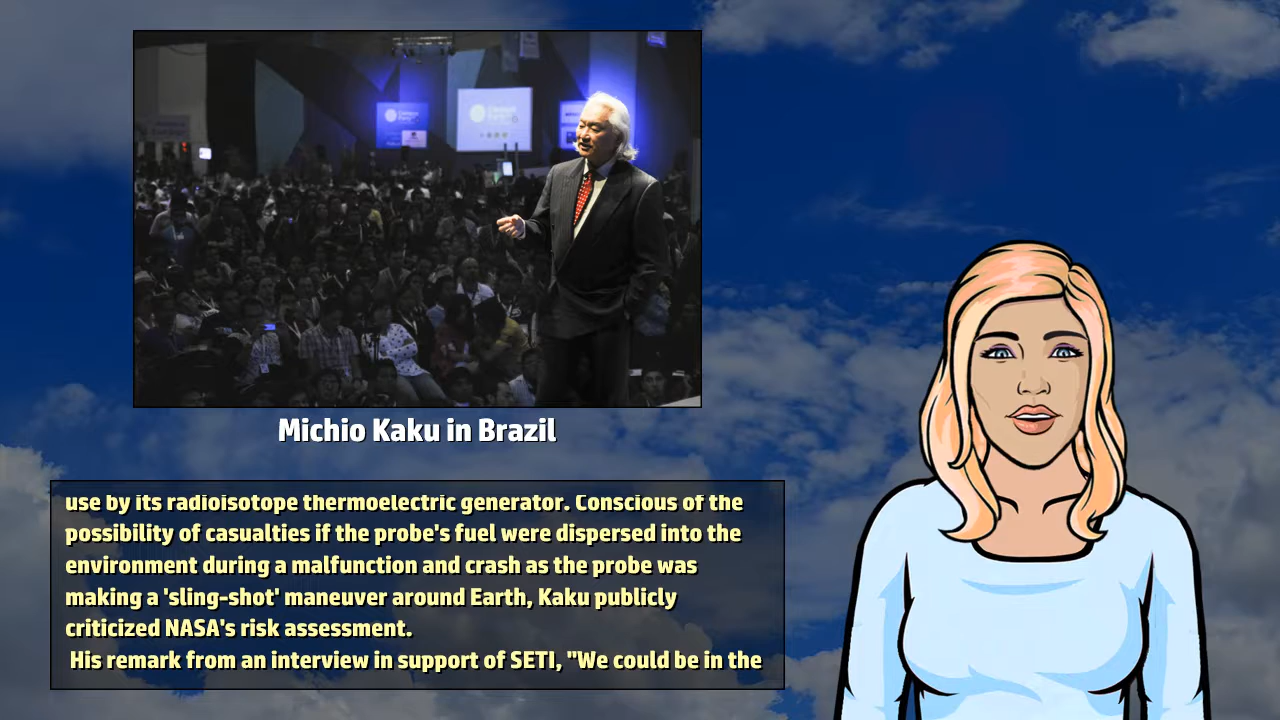 Michio Kaku in Brazil
use by its radioisotope thermoelectric generator. Conscious of the
possibility of casualties if the probe's fuel were dispersed into the
environment during a malfunction and crash as the probe was
making a 'sling-shot' maneuver around Earth, Kaku publicly
criticized NASA's risk assessment.
His remark from an interview in support of SETI, "We could be in the